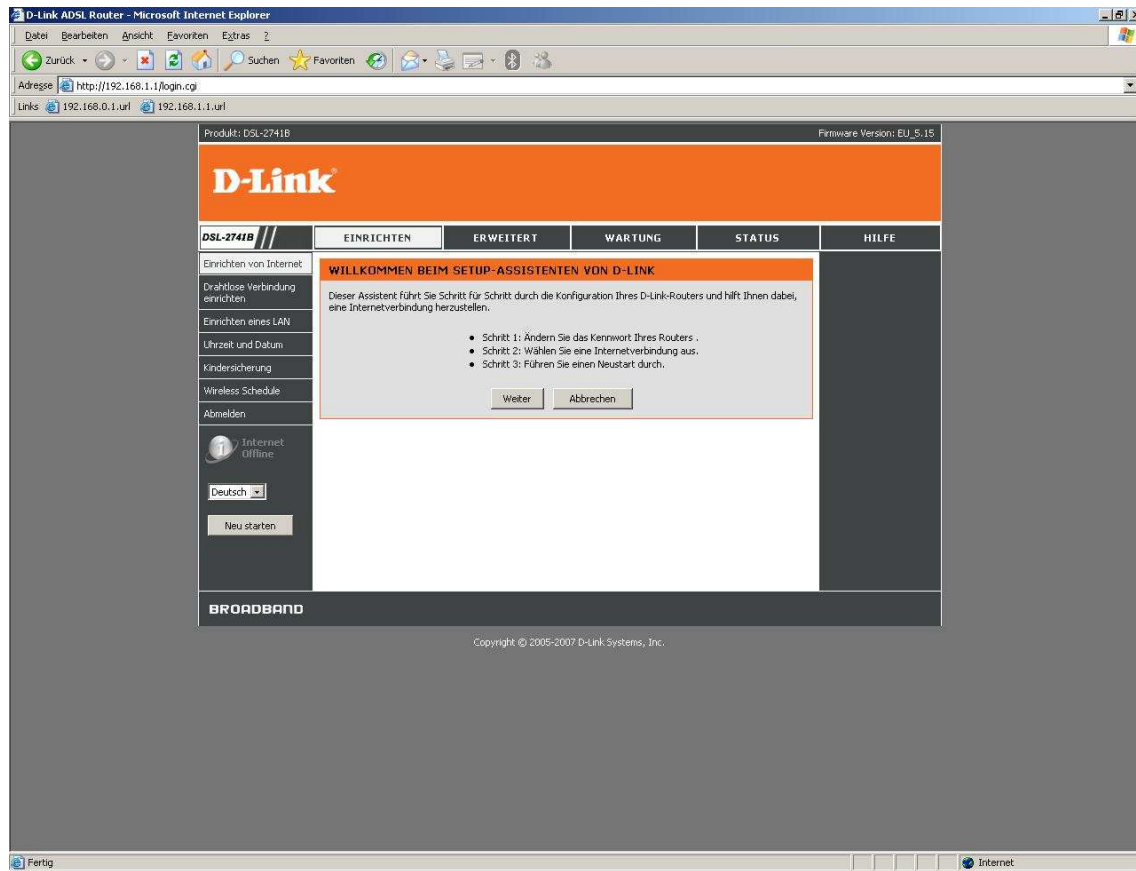 D-Link ADSL Router - Microsoft Internet Explorer
Datei Bearbeiten Ansicht Favoriten Extras ?
Zurück Suchen Favoriten
Adresse http://192.168.1.1/login.cgi
Links 192.168.0.1.url 192.168.1.1.url
Produkt: DSL-2741B Firmware Version: EU_5.15
D-Link®
DSL-2741B // EINRICHTEN ERWEITERT WARTUNG STATUS HILFE
Einrichten von Internet
Drahtlose Verbindung
einrichten
Einrichten eines LAN
Uhrzeit und Datum
Kindersicherung
Wireless Schedule
Abmelden
Internet
Offline
Deutsch
Neu starten
WILLKOMMEN BEIM SETUP-ASSISTENTEN VON D-LINK
Dieser Assistent führt Sie Schritt für Schritt durch die Konfiguration Ihres D-Link-Routers und hilft Ihnen dabei,
eine Internetverbindung herzustellen.
• Schritt 1: Ändern Sie das Kennwort Ihres Routers .
• Schritt 2: Wählen Sie eine Internetverbindung aus.
• Schritt 3: Führen Sie einen Neustart durch.
Weiter Abbrechen
BROADBAND
Copyright © 2005-2007 D-Link Systems, Inc.
Fertig Internet